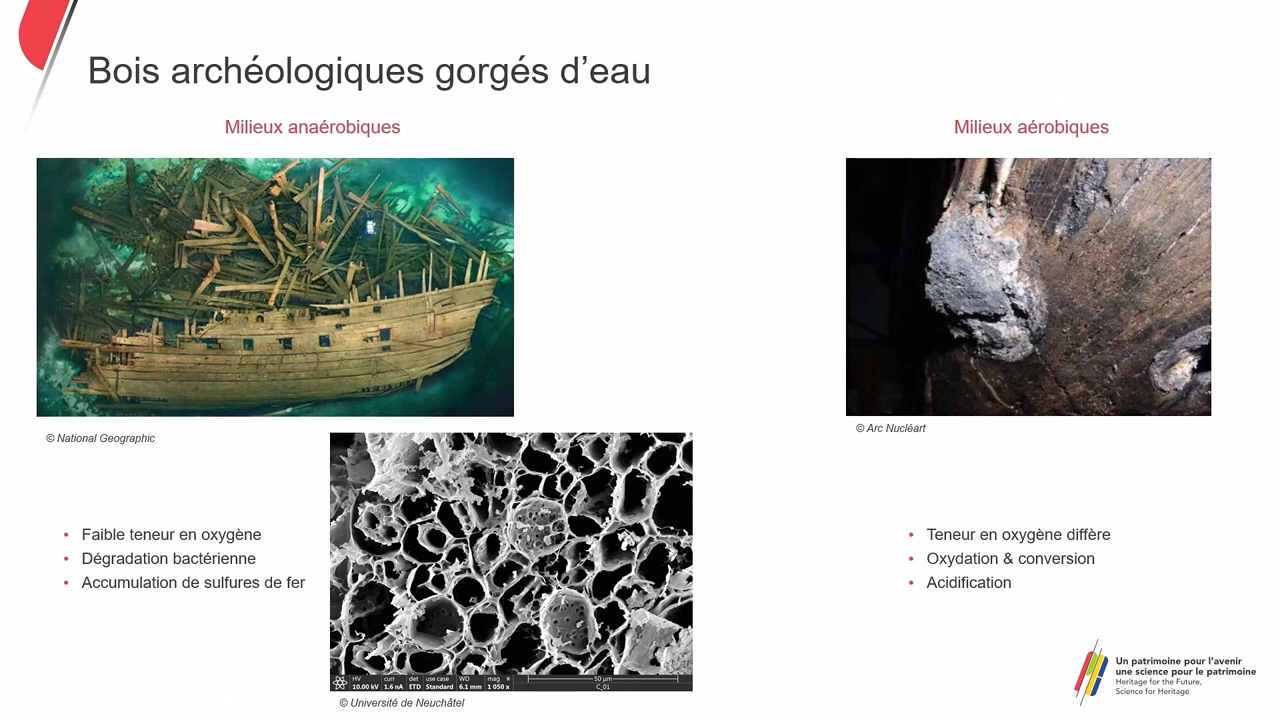 Bois archéologiques gorgés d’eau
Milieux anaérobiques
© National Geographic
• Faible teneur en oxygène
• Dégradation bactérienne
• Accumulation de sulfures de fer
HV curr det use case WD mag
10.00 kV 1.6 nA ETD Standard 6.1 mm 1 050 x
50 µm
C_01
© Université de Neuchâtel
Milieux aérobiques
© Arc Nucléart
• Teneur en oxygène diffère
• Oxydation & conversion
• Acidification
Un patrimoine pour l’avenir
une science pour le patrimoine
Heritage for the Future,
Science for Heritage